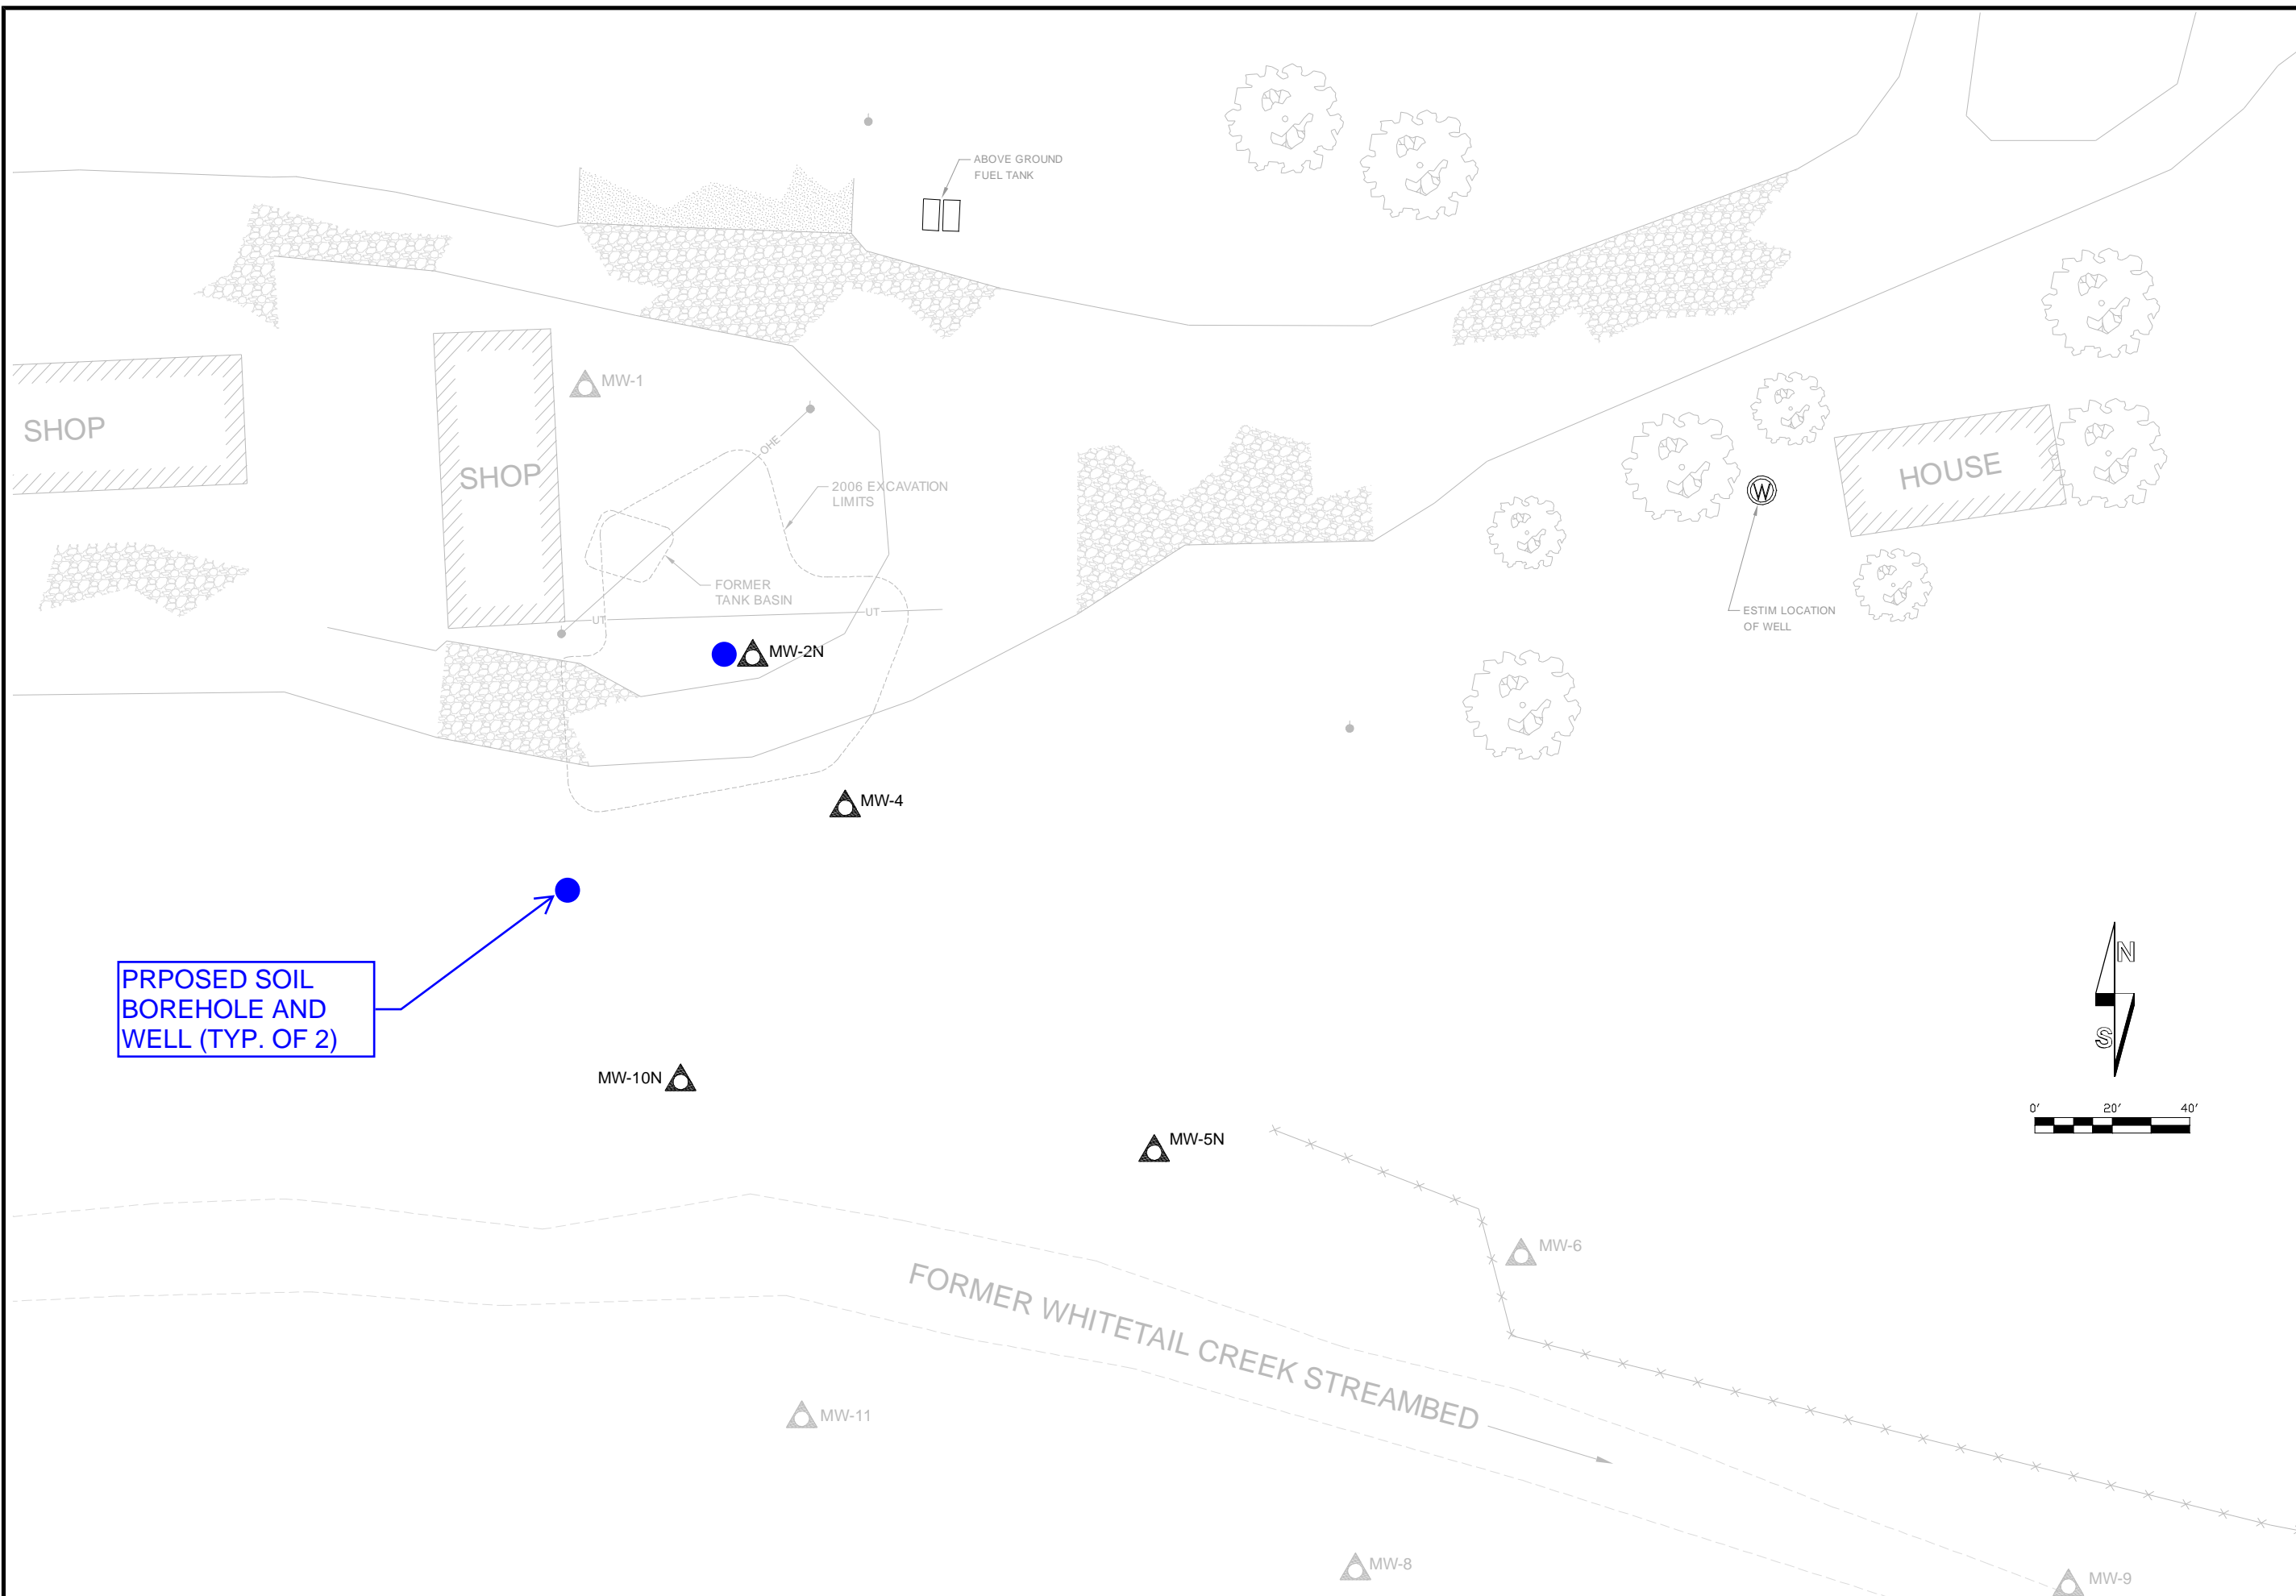 ABOVE GROUND
FUEL TANK
MW-1
SHOP
SHOP
OHE
2006 EXCAVATION
LIMITS
HOUSE
W
FORMER
TANK BASIN
UT
UT
ESTIM LOCATION
OF WELL
MW-2N
MW-4
PRPOSED SOIL
BOREHOLE AND
WELL (TYP. OF 2)
N
S
MW-10N
0' 20' 40'
MW-5N
MW-6
FORMER WHITETAIL CREEK STREAMBED
MW-11
MW-8
MW-9